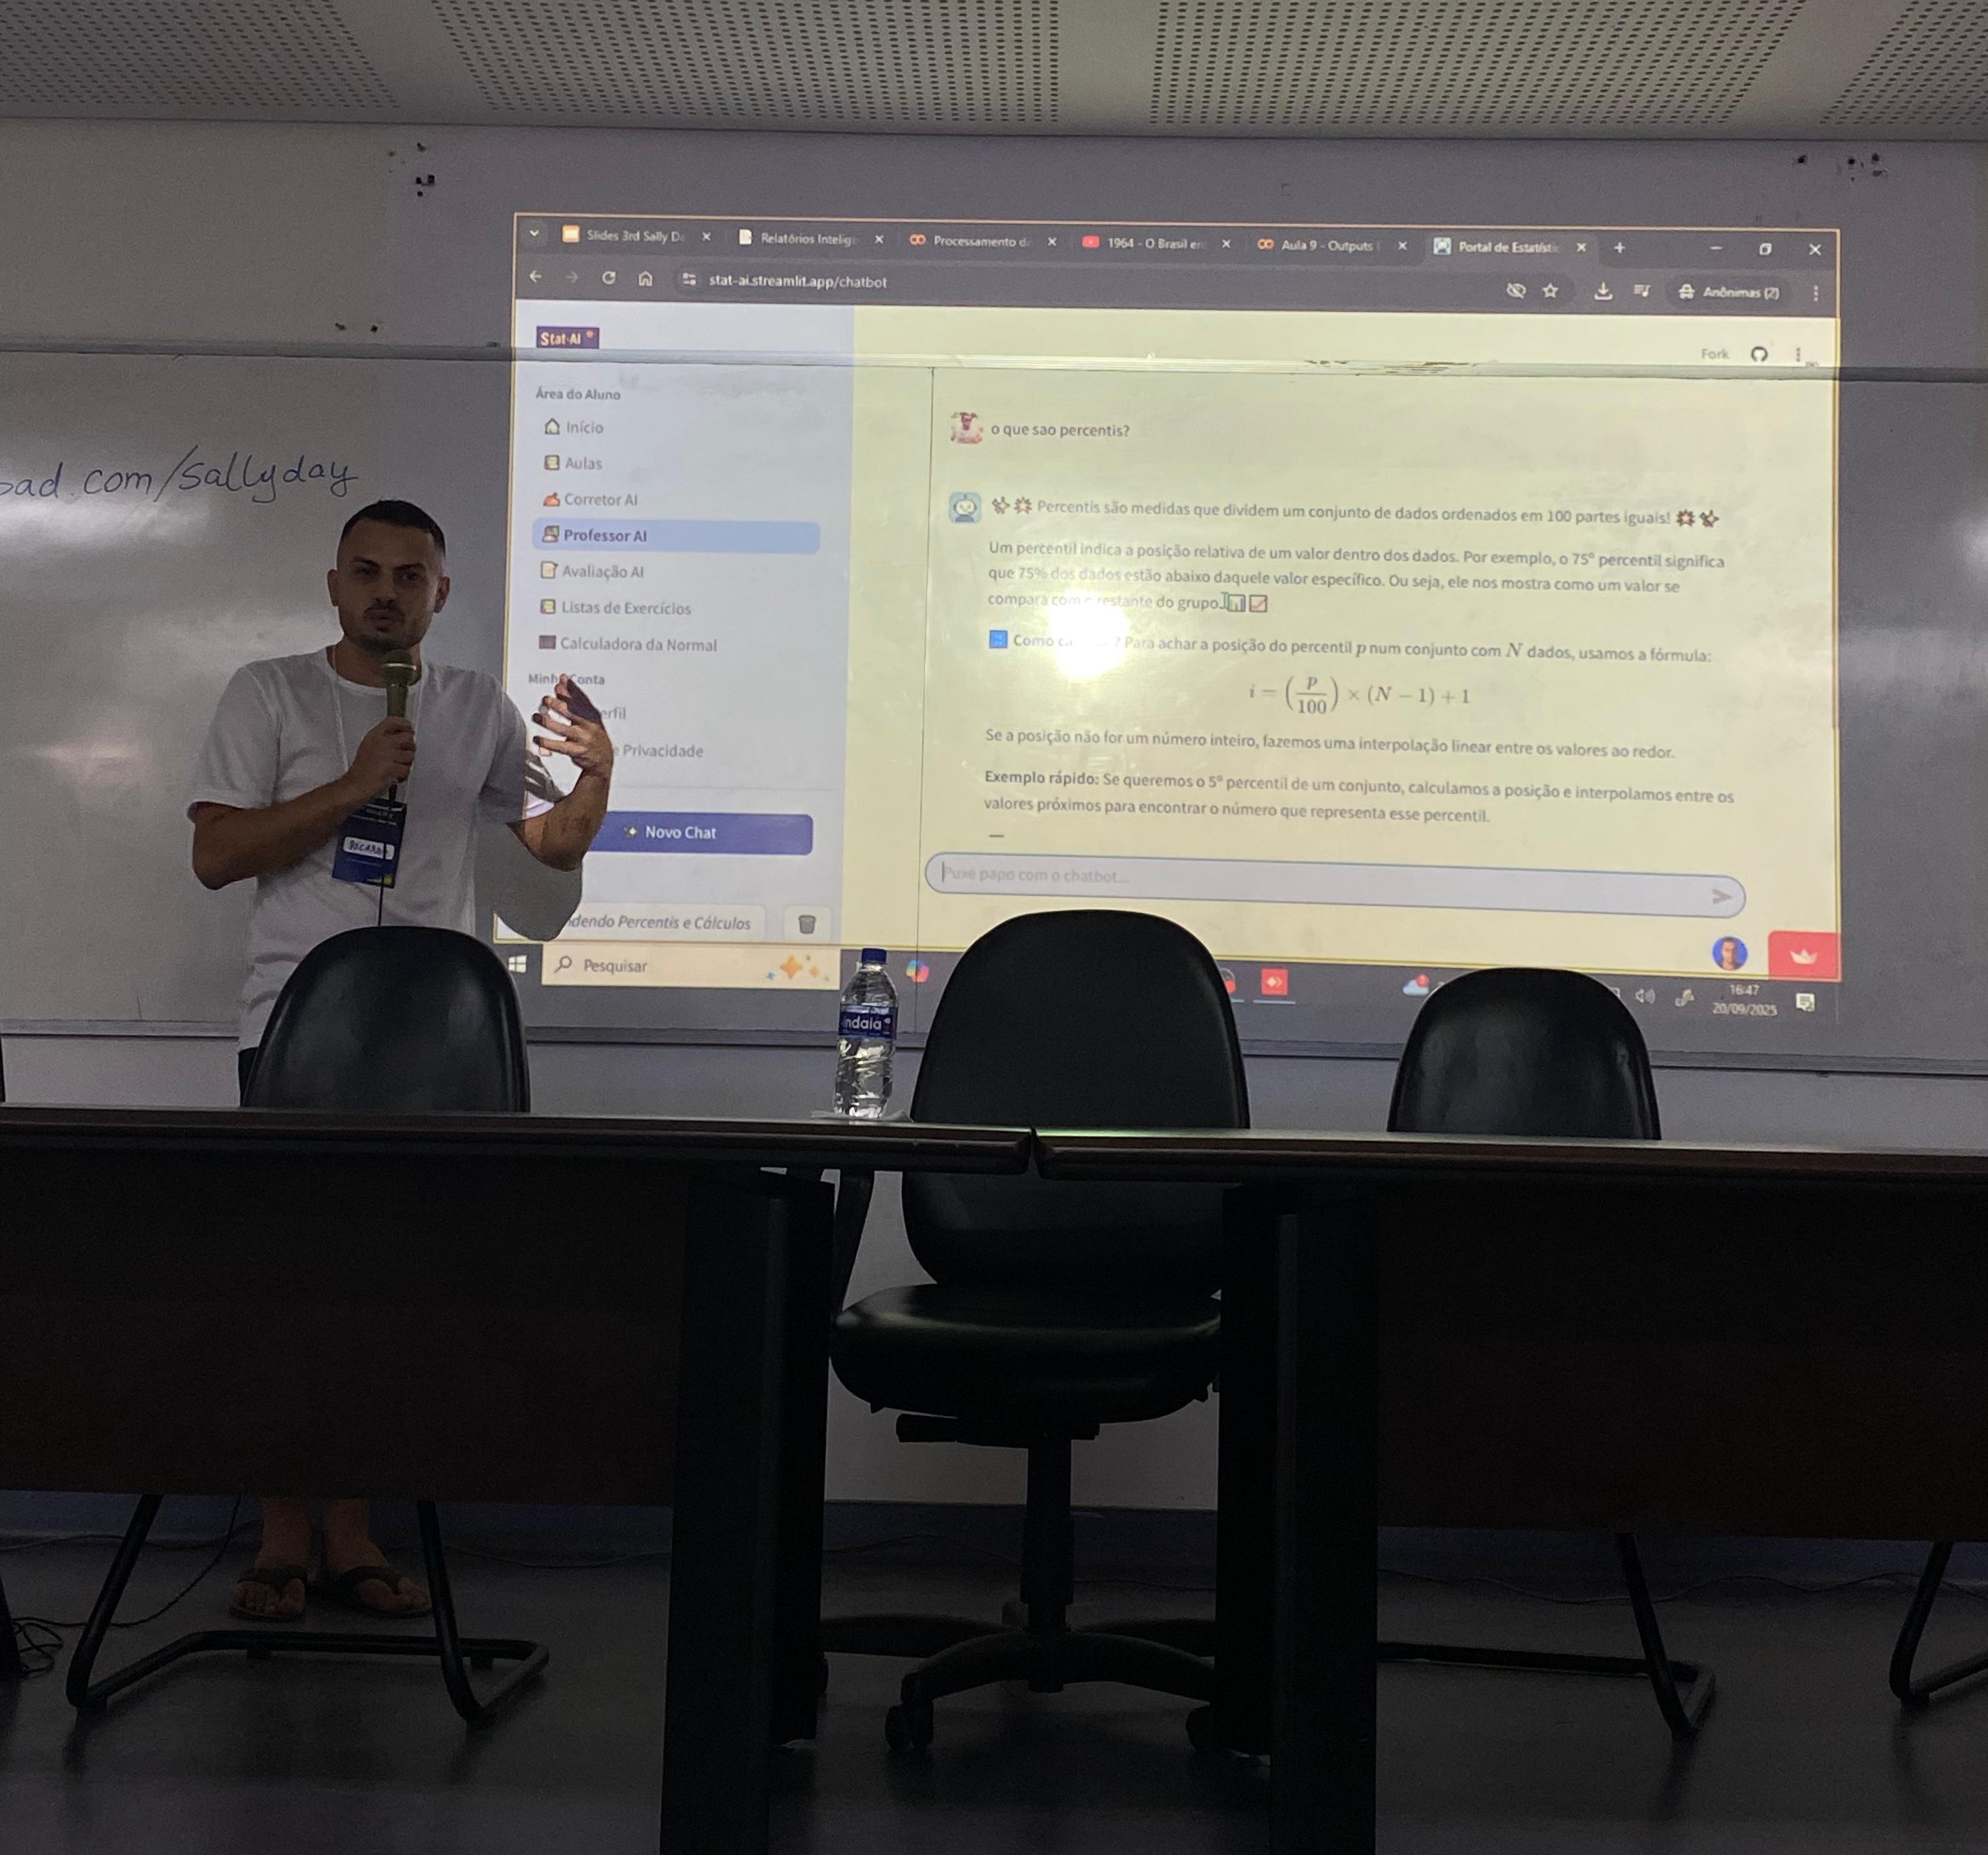 Slides 3rd Sally D
Relatórios Intelig
Processamento d
1964 - O Brasil e
Aula 9 - Outputs
Portal de Estatísti
stat-ai.streamlit.app/chatbot
Anônimas (2)
Stat-AI
Fork
Área do Aluno
Início
Aulas
Corretor AI
Professor AI
Avaliação AI
Listas de Exercícios
Calculadora da Normal
Minh Conta
erfil
Privacidade
Novo Chat
dendo Percentis e Cálculos
o que sao percentis?
Percentis são medidas que dividem um conjunto de dados ordenados em 100 partes iguais!
Um percentil indica a posição relativa de um valor dentro dos dados. Por exemplo, o 75º percentil significa
que 75% dos dados estão abaixo daquele valor específico. Ou seja, ele nos mostra como um valor se
compara com restante do grupo.
Como ? Para achar a posição do percentil p num conjunto com N dados, usamos a fórmula:
i = (p/100) × (N − 1) + 1
Se a posição não for um número inteiro, fazemos uma interpolação linear entre os valores ao redor.
Exemplo rápido: Se queremos o 5º percentil de um conjunto, calculamos a posição e interpolamos entre os
valores próximos para encontrar o número que representa esse percentil.
Puxe papo com o chatbot...
Pesquisar
16:47
20/09/2025
oad.com/sallyday
indaiá